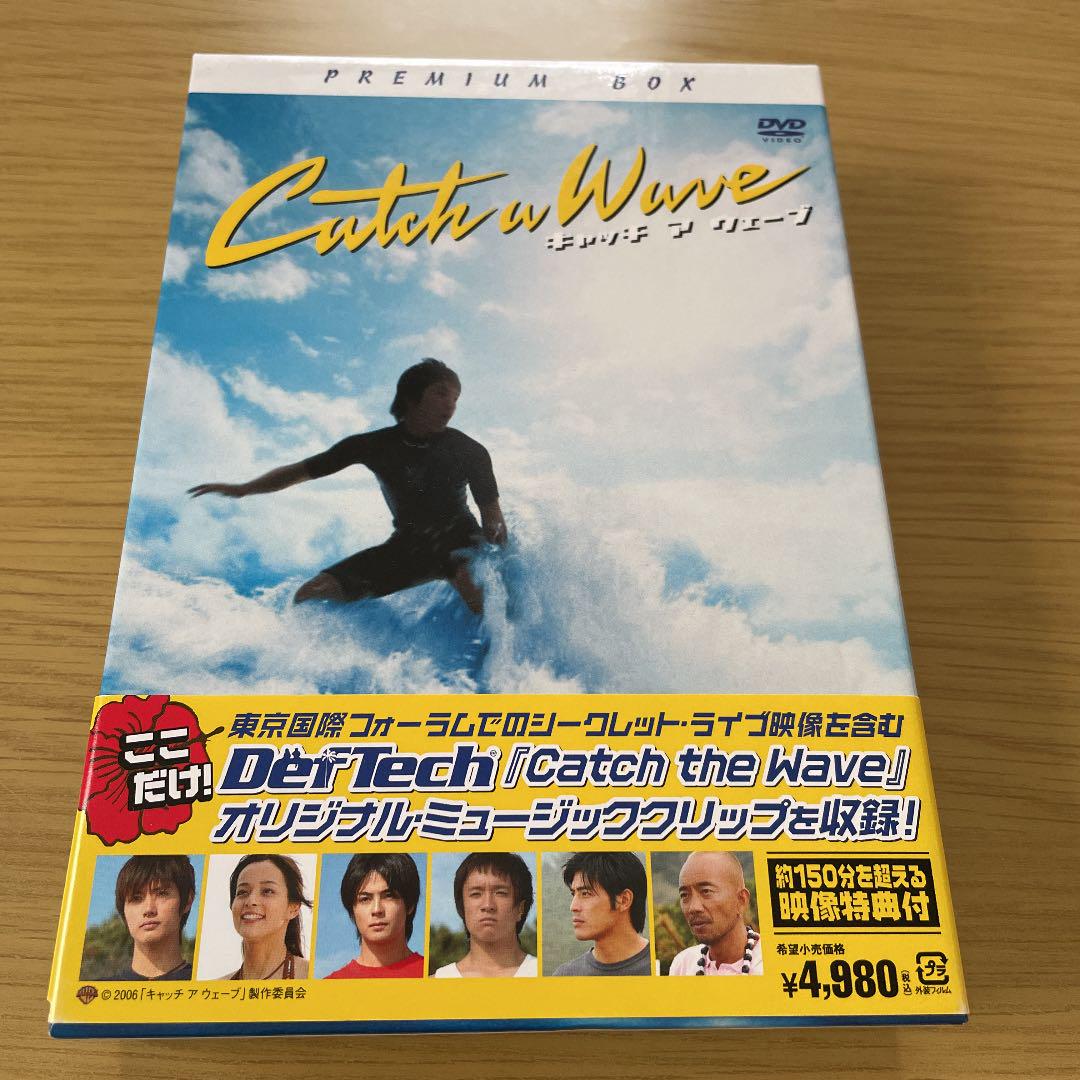 PREMIUM BOX
DVD
VIDEO
Catch a Wave
キャッチ ア ウェーブ
ここ
だけ!
東京国際フォーラムでのシークレット・ライブ映像を含む
DefTech®『Catch the Wave』
オリジナル・ミュージッククリップを収録!
約150分を超える
映像特典付
希望小売価格
¥4,980(税込)
プラ
外装フィルム
© 2006「キャッチ ア ウェーブ」製作委員会